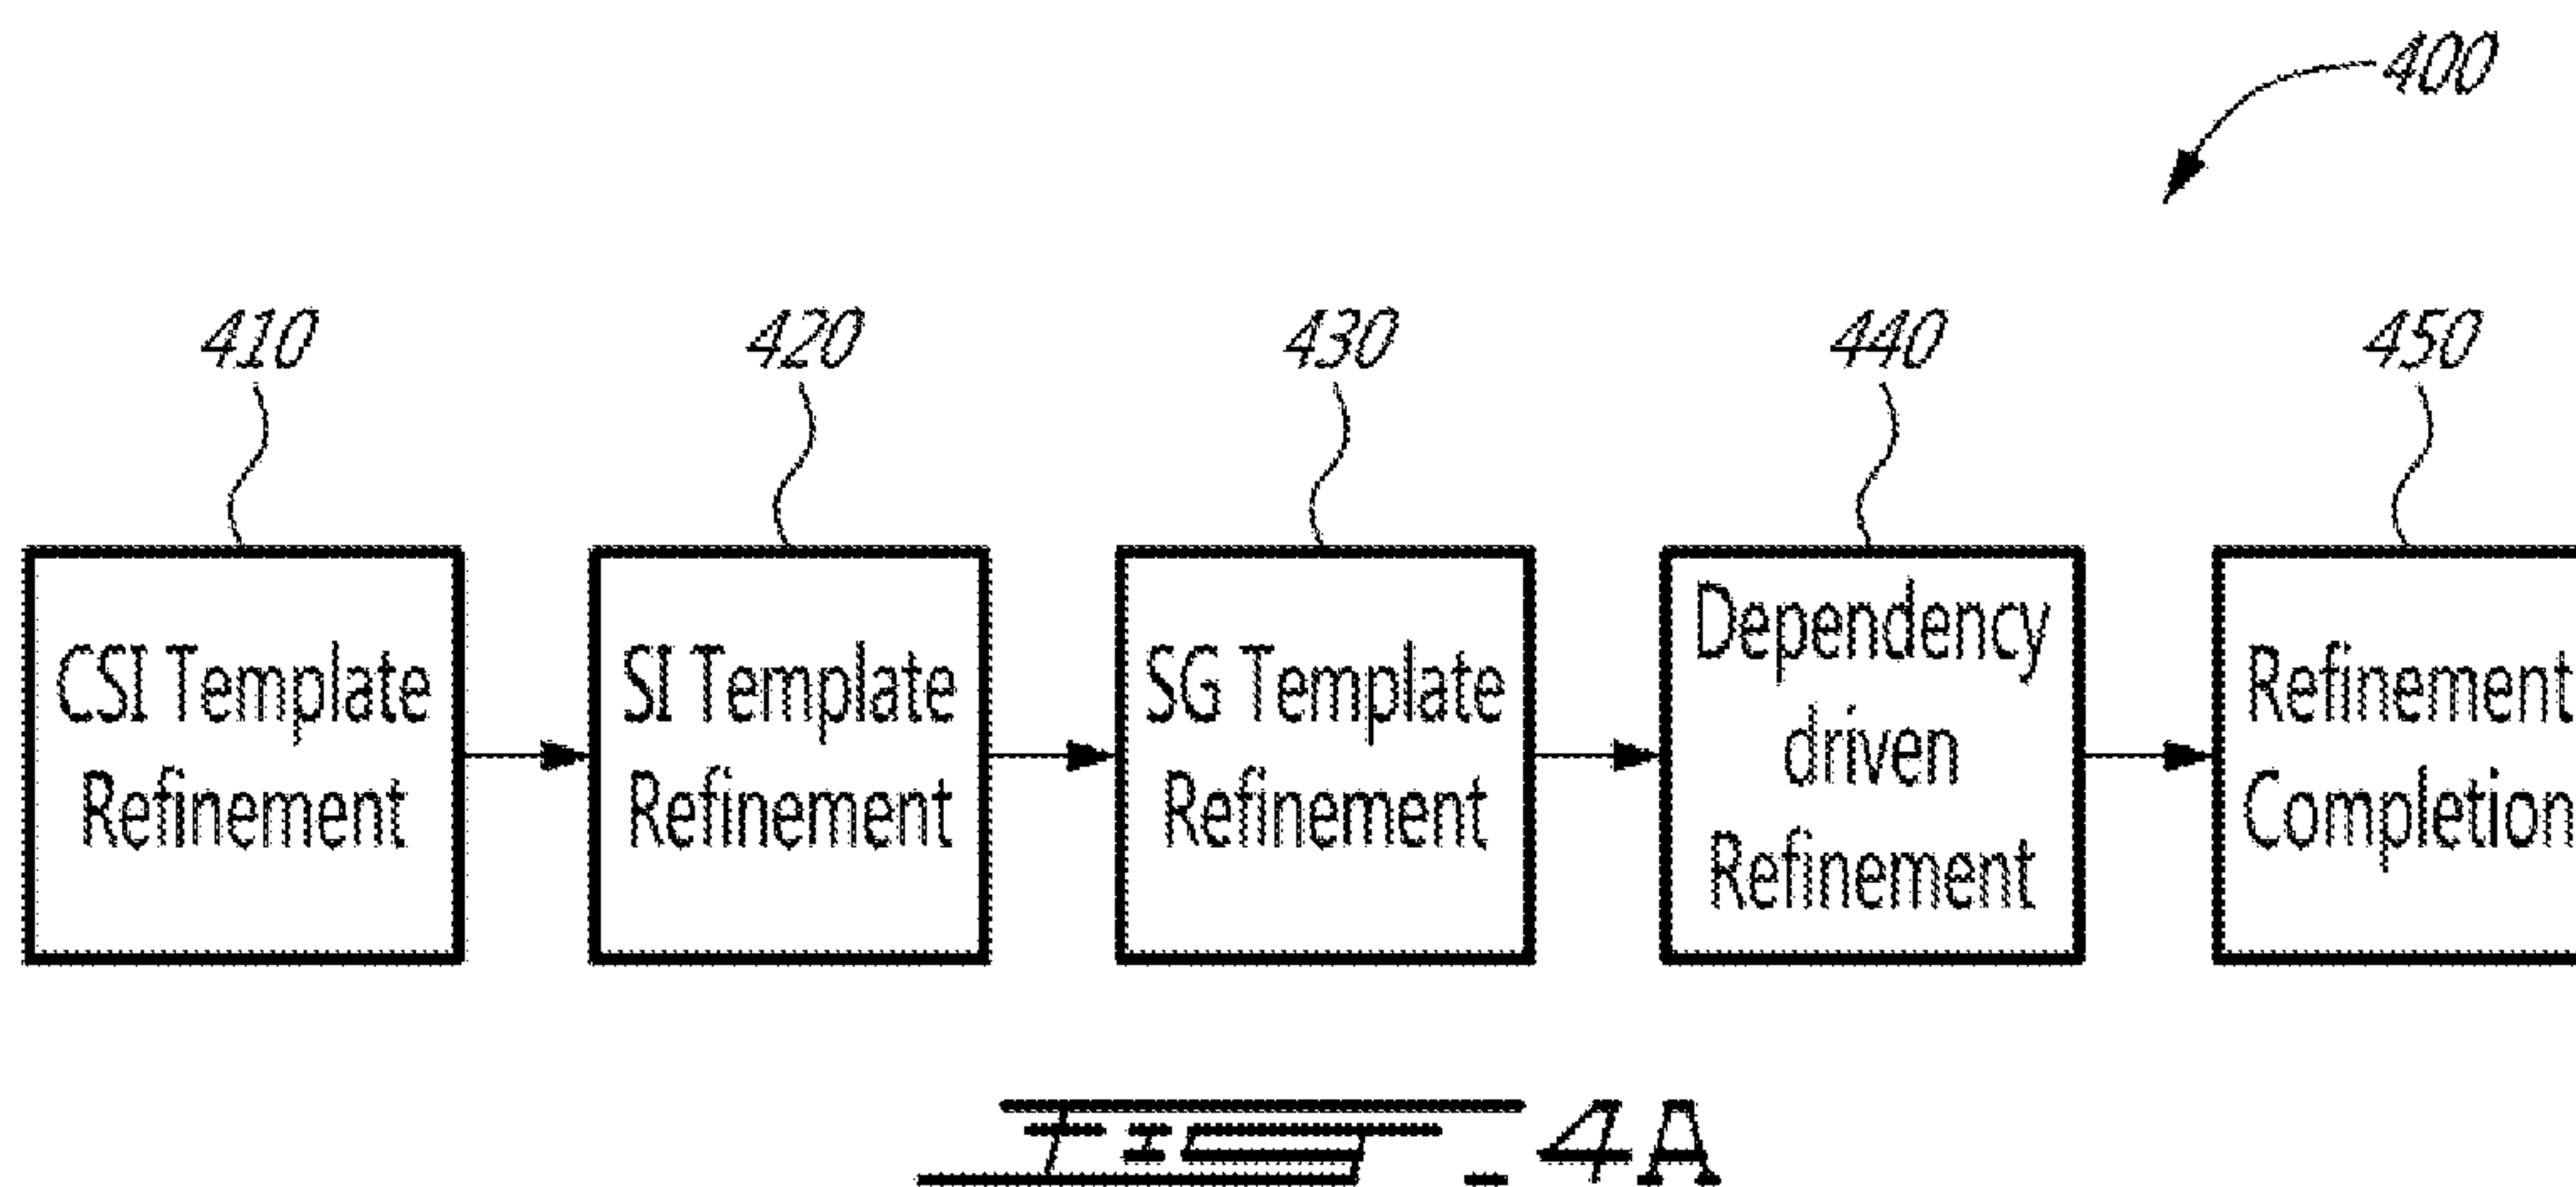 400
410
420
430
440
450
CSI Template
Refinement
SI Template
Refinement
SG Template
Refinement
Dependency
driven
Refinement
Refinement
Completion
FIG. 4A